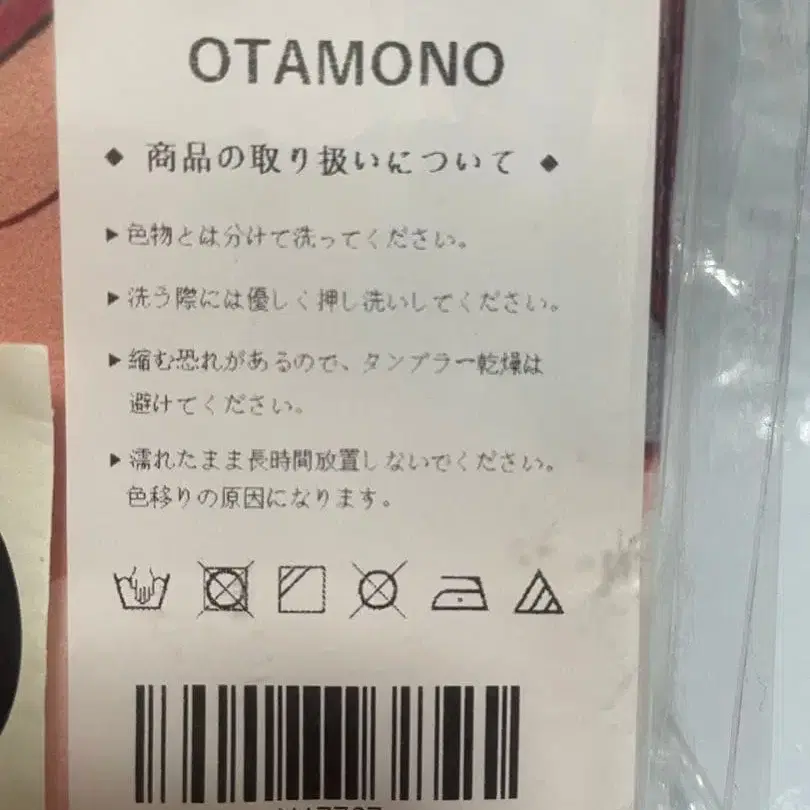 OTAMONO
◆ 商品の取り扱いについて ◆
▶色物とは分けて洗ってください。
▶洗う際には優しく押し洗いしてください。
▶縮む恐れがあるので、タンブラー乾燥は
避けてください。
▶濡れたまま長時間放置しないでください。
色移りの原因になります。